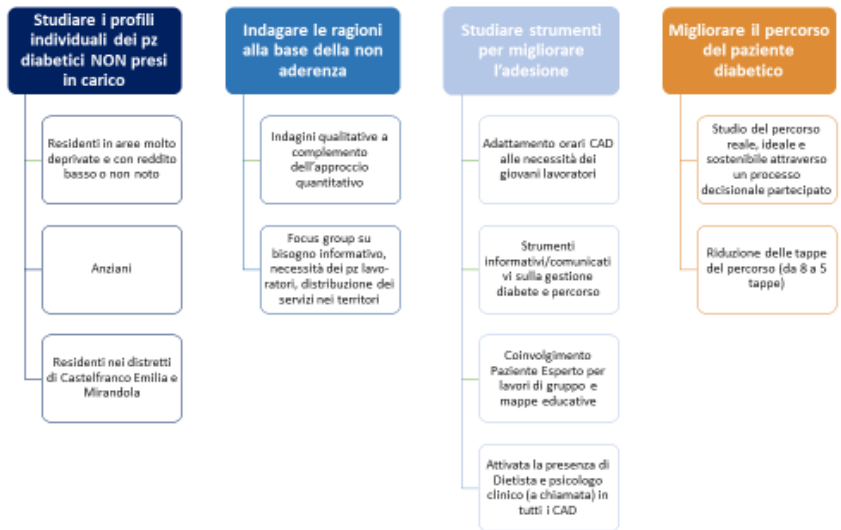 Studiare i profili
individuali dei pz
diabetici NON presi
in carico
Residenti in aree molto
deprivate e con reddito
basso o non noto
Anziani
Residenti nei distretti
di Castelfranco Emilia e
Mirandola
Indagare le ragioni
alla base della non
aderenza
Indagini qualitative a
complemento
dell'approccio
quantitativo
Focus group su
bisogno informativo,
necessità dei pz lavo-
ratori, distribuzione dei
servizi nei territori
Studiare strumenti
per migliorare
l'adesione
Adattamento orari CAD
alle necessità dei
giovani lavoratori
Strumenti
informativi/comunicati
vi sulla gestione
diabete e percorso
Coinvolgimento
Paziente Esperto per
lavori di gruppo e
mappe educative
Attivata la presenza di
Dietista e psicologo
clinico (a chiamata) in
tutti i CAD
Migliorare il percorso
del paziente
diabetico
Studio del percorso
reale, ideale e
sostenibile attraverso
un processo
decisionale partecipato
Riduzione delle tappe
del percorso (da 8 a 5
tappe)